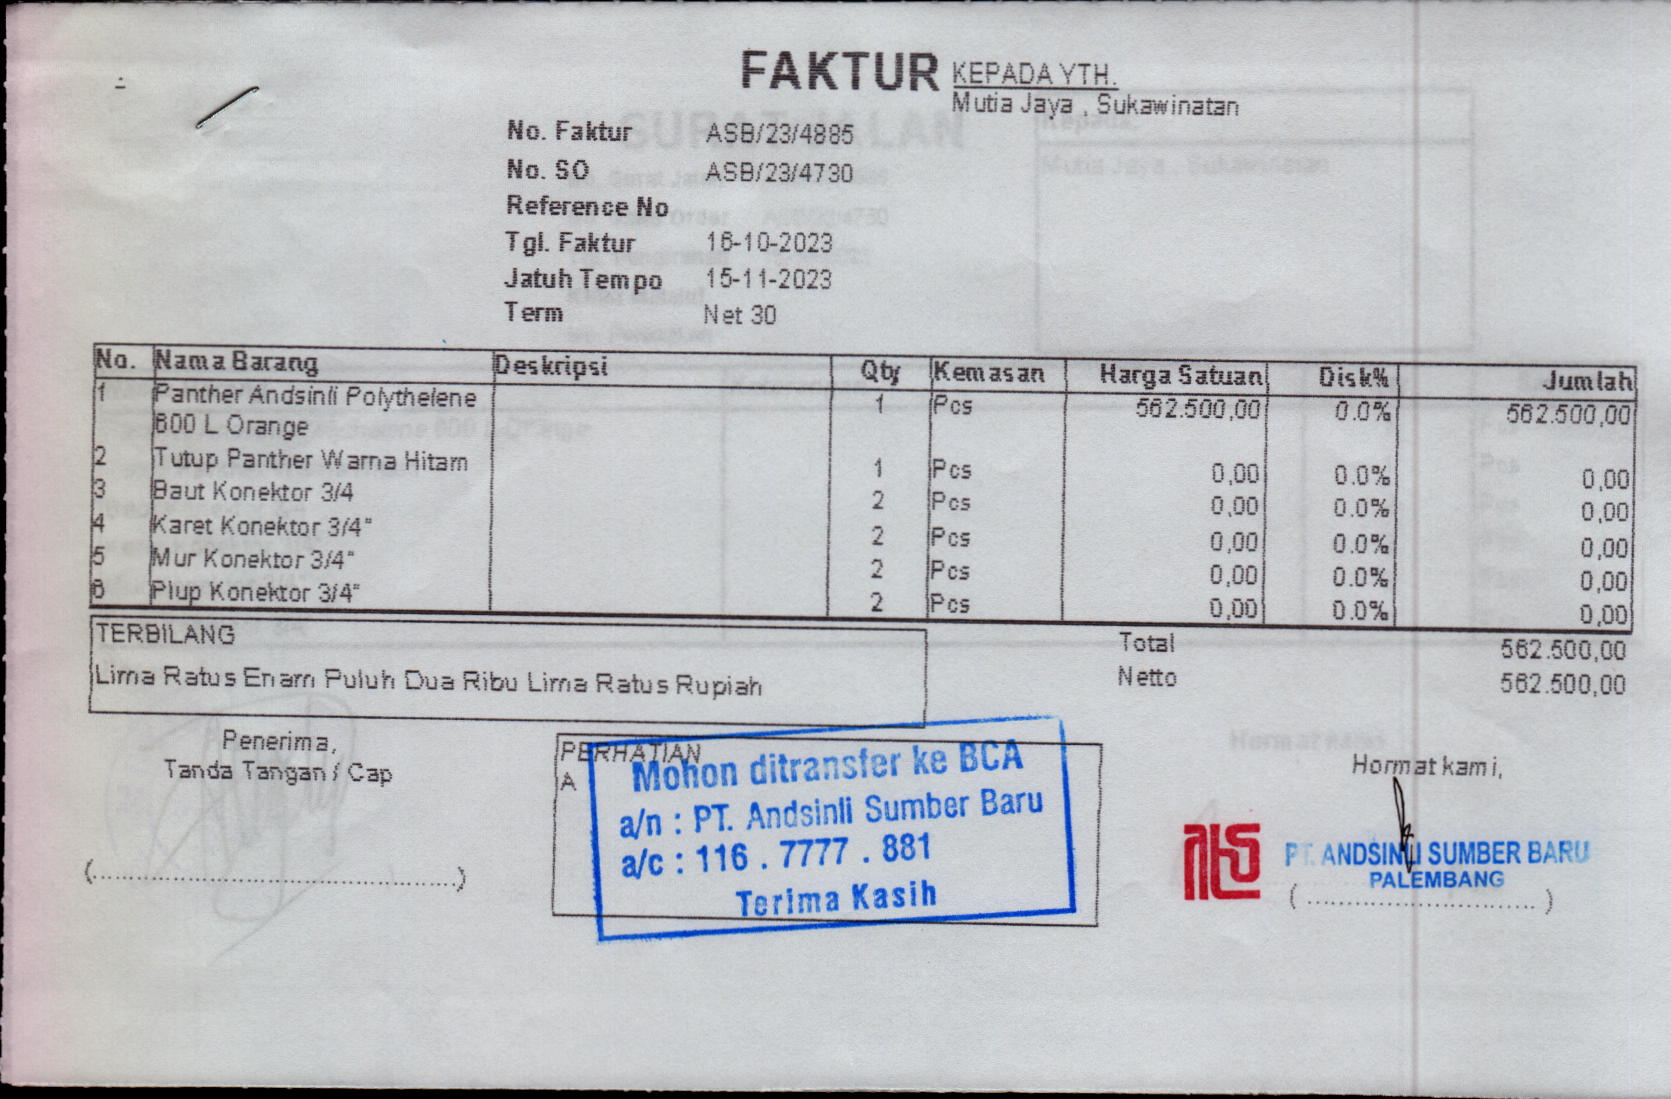 FAKTUR
KEPADA YTH.
Mutia Jaya , Sukawinatan
No. Faktur ASB/23/4885
No. SO ASB/23/4730
Reference No
Tgl. Faktur 16-10-2023
Jatuh Tempo 15-11-2023
Term Net 30
No. Nama Barang Deskripsi Qty Kemasan Harga Satuan Disk% Jumlah
1 Panther Andsinli Polythelene 1 Pcs 562.500,00 0.0% 562.500,00
600 L Orange
2 Tutup Panther Warna Hitam 1 Pcs 0,00 0.0% 0,00
3 Baut Konektor 3/4 2 Pcs 0,00 0.0% 0,00
4 Karet Konektor 3/4" 2 Pcs 0,00 0.0% 0,00
5 Mur Konektor 3/4" 2 Pcs 0,00 0.0% 0,00
6 Plup Konektor 3/4" 2 Pcs 0,00 0.0% 0,00
TERBILANG
Lima Ratus Enam Puluh Dua Ribu Lima Ratus Rupiah
Total 562.500,00
Netto 562.500,00
Penerima,
Tanda Tangan / Cap
PERHATIAN
A
Mohon ditransfer ke BCA
a/n : PT. Andsinli Sumber Baru
a/c : 116 . 7777 . 881
Terima Kasih
Hormat kami,
PT. ANDSINLI SUMBER BARU
PALEMBANG